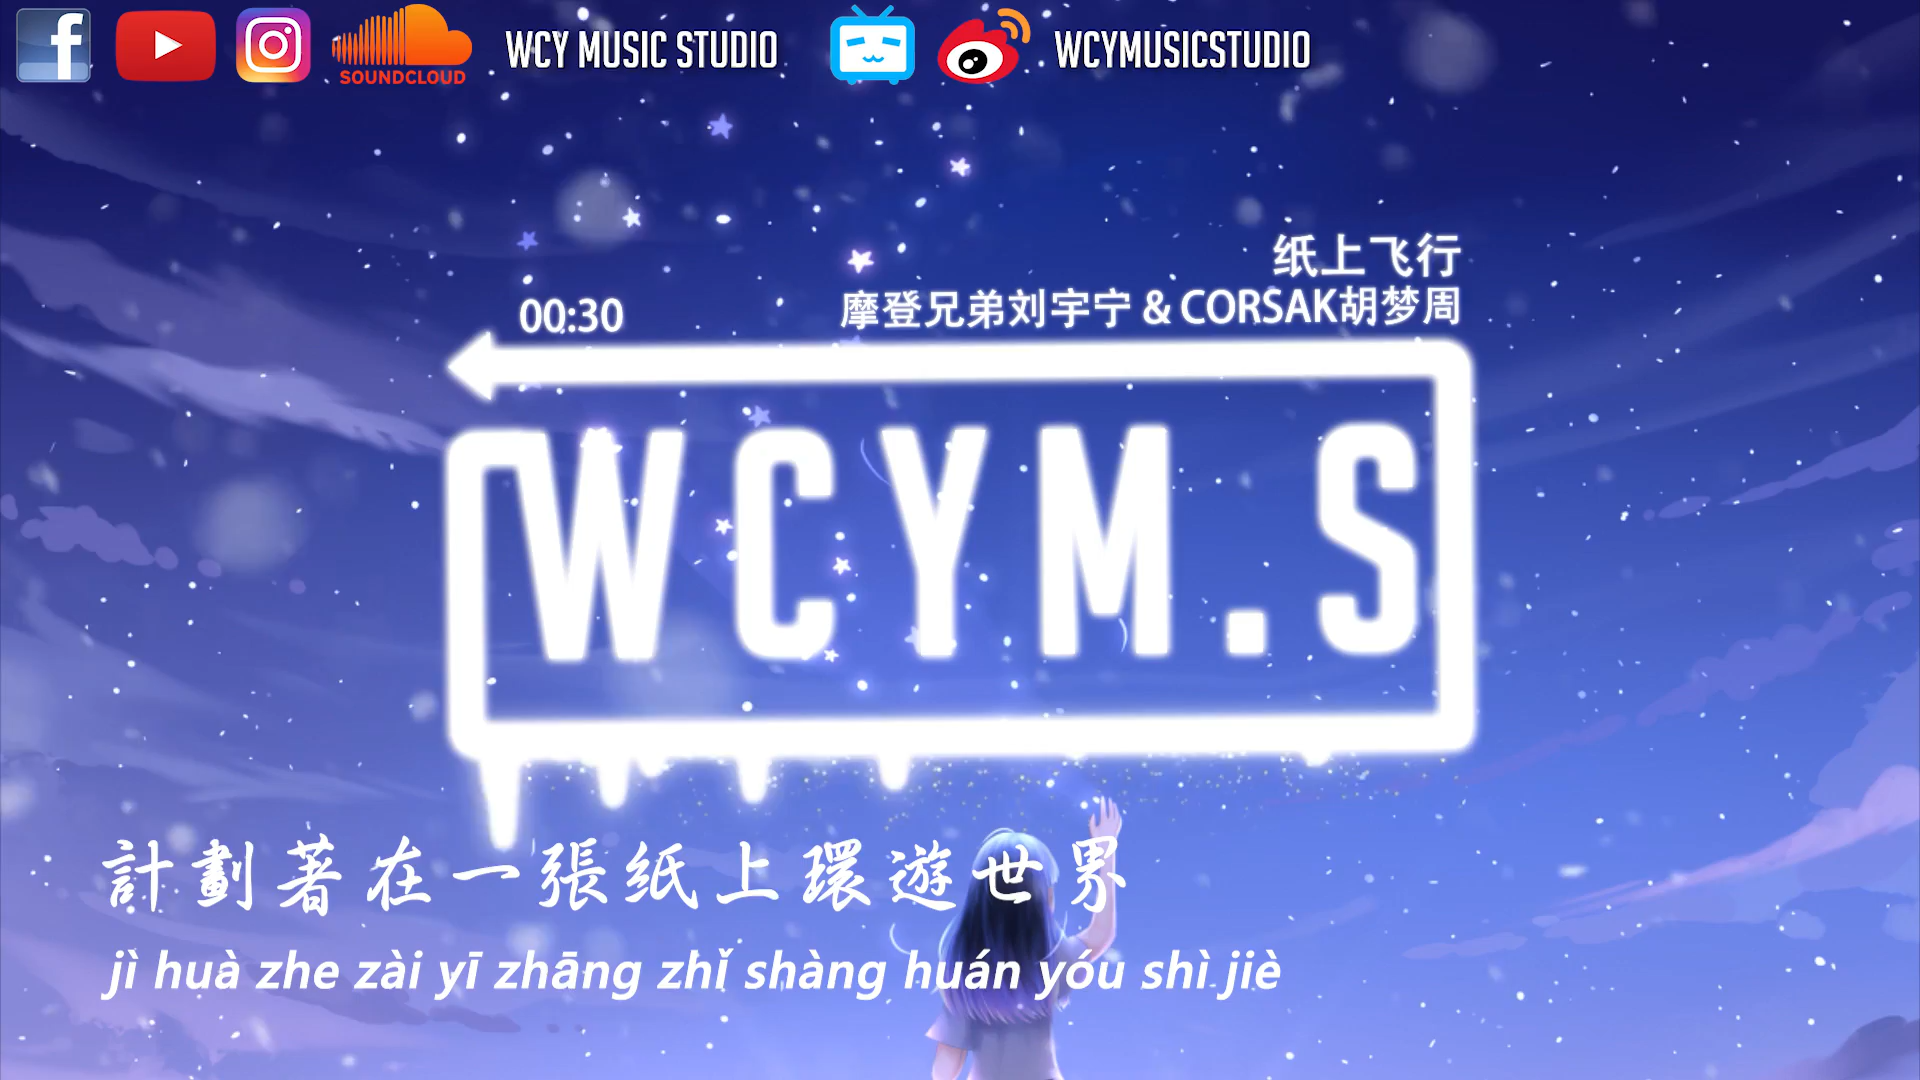 SOUNDCLOUD
WCY MUSIC STUDIO
WCYMUSICSTUDIO
纸上飞行
00:30
摩登兄弟刘宇宁 & CORSAK胡梦周
WCYM.S
計劃著在一張纸上環遊世界
jì huà zhe zài yī zhāng zhǐ shàng huán yóu shì jiè